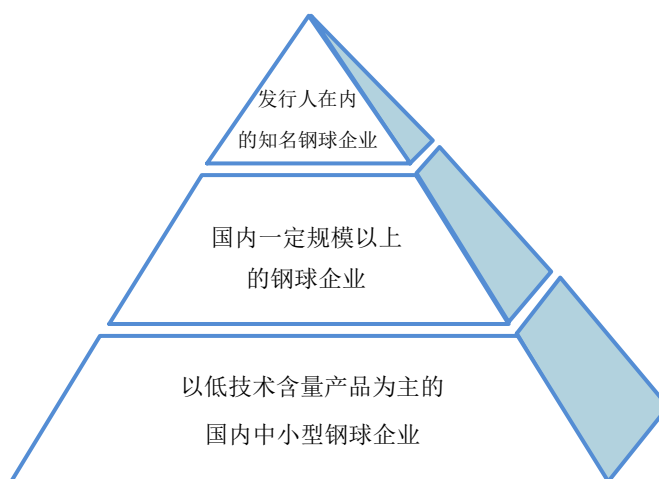 发行人在内
的知名钢球企业
国内一定规模以上
的钢球企业
以低技术含量产品为主的
国内中小型钢球企业